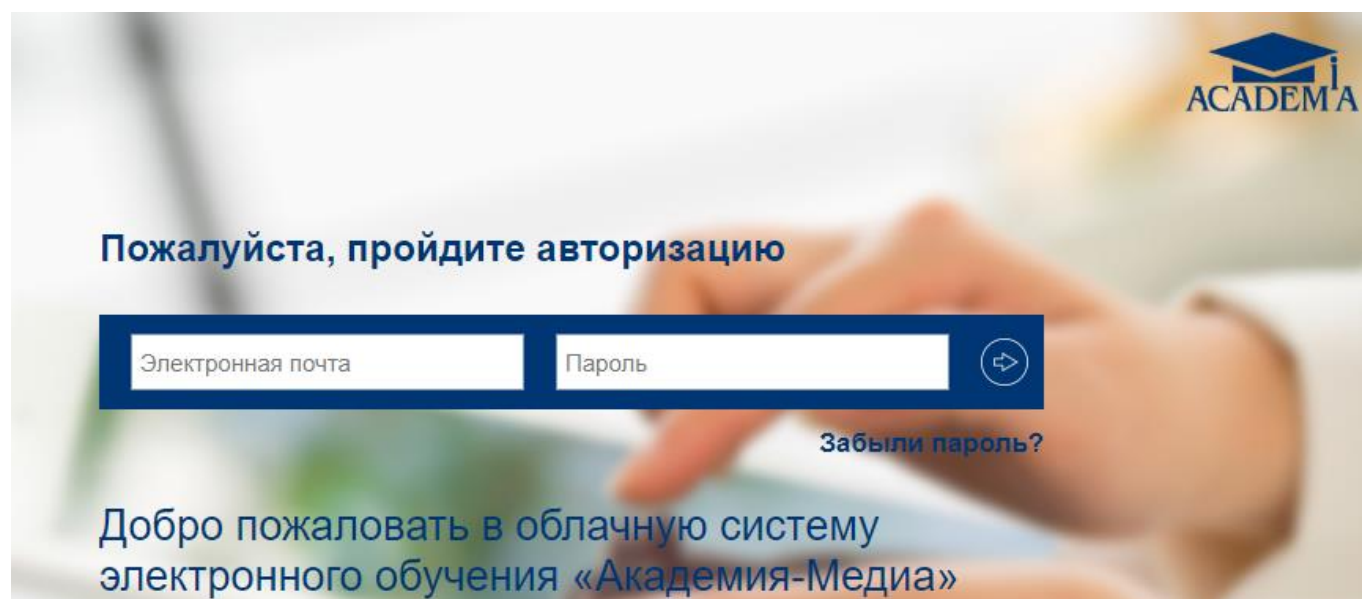 ACADEMiA
Пожалуйста, пройдите авторизацию
Электронная почта
Пароль
Забыли пароль?
Добро пожаловать в облачную систему
электронного обучения «Академия-Медиа»